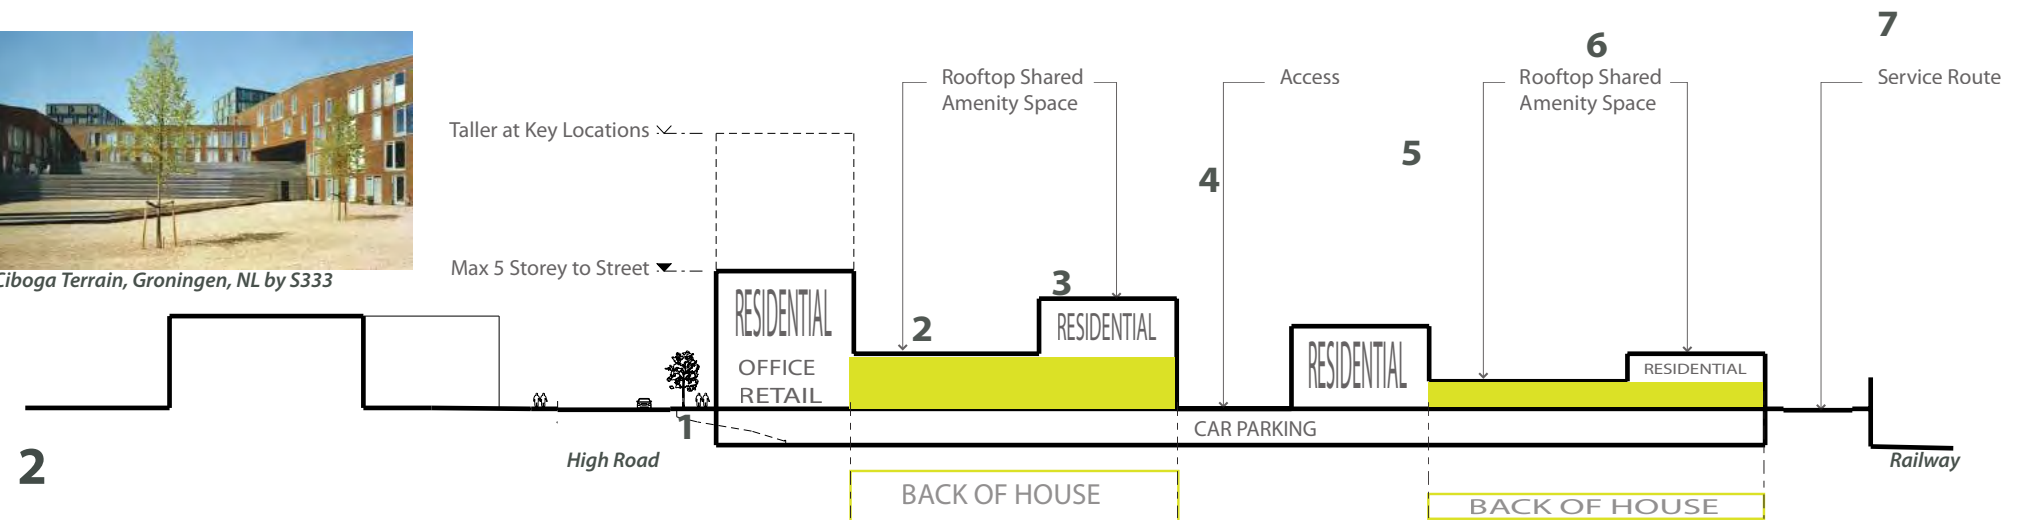 7
6
Rooftop Shared
Amenity Space
Access
Rooftop Shared
Amenity Space
Service Route
Taller at Key Locations
5
4
Max 5 Storey to Street
Ciboga Terrain, Groningen, NL by S333
3
2
RESIDENTIAL
OFFICE
RETAIL
RESIDENTIAL
RESIDENTIAL
RESIDENTIAL
1
CAR PARKING
2
High Road
Railway
BACK OF HOUSE
BACK OF HOUSE